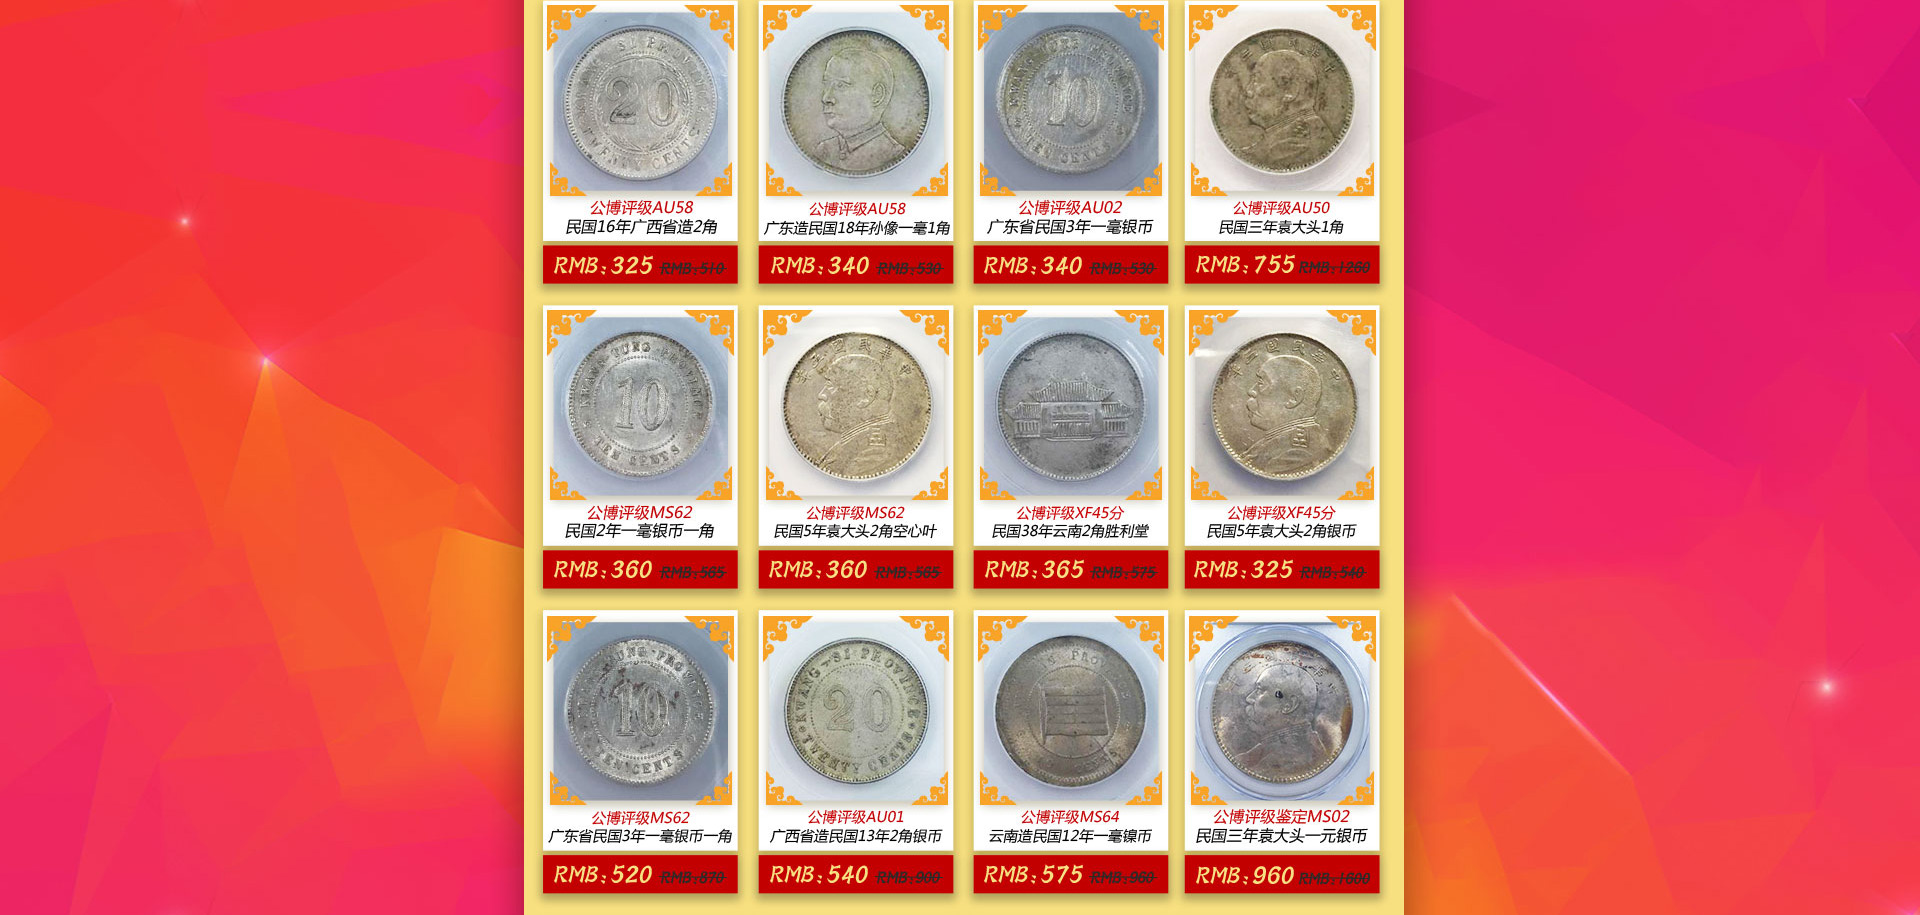 公博评级AU58
民国16年广西省造2角
RMB:325 RMB:510
公博评级AU58
广东造民国18年孙像一毫1角
RMB:340 RMB:530
公博评级AU02
广东省民国3年一毫银币
RMB:340 RMB:530
公博评级AU50
民国三年袁大头1角
RMB:755 RMB:1260
公博评级MS62
民国2年一毫银币一角
RMB:360 RMB:565
公博评级MS62
民国5年袁大头2角空心叶
RMB:360 RMB:565
公博评级XF45分
民国38年云南2角胜利堂
RMB:365 RMB:575
公博评级XF45分
民国5年袁大头2角银币
RMB:325 RMB:540
公博评级MS62
广东省民国3年一毫银币一角
RMB:520 RMB:870
KWANG-SI PROVINCE
20
TWENTY CENTS
公博评级AU01
广西省造民国13年2角银币
RMB:540 RMB:900
公博评级MS64
云南造民国12年一毫镍币
RMB:575 RMB:960
公博评级鉴定MS02
民国三年袁大头一元银币
RMB:960 RMB:1600